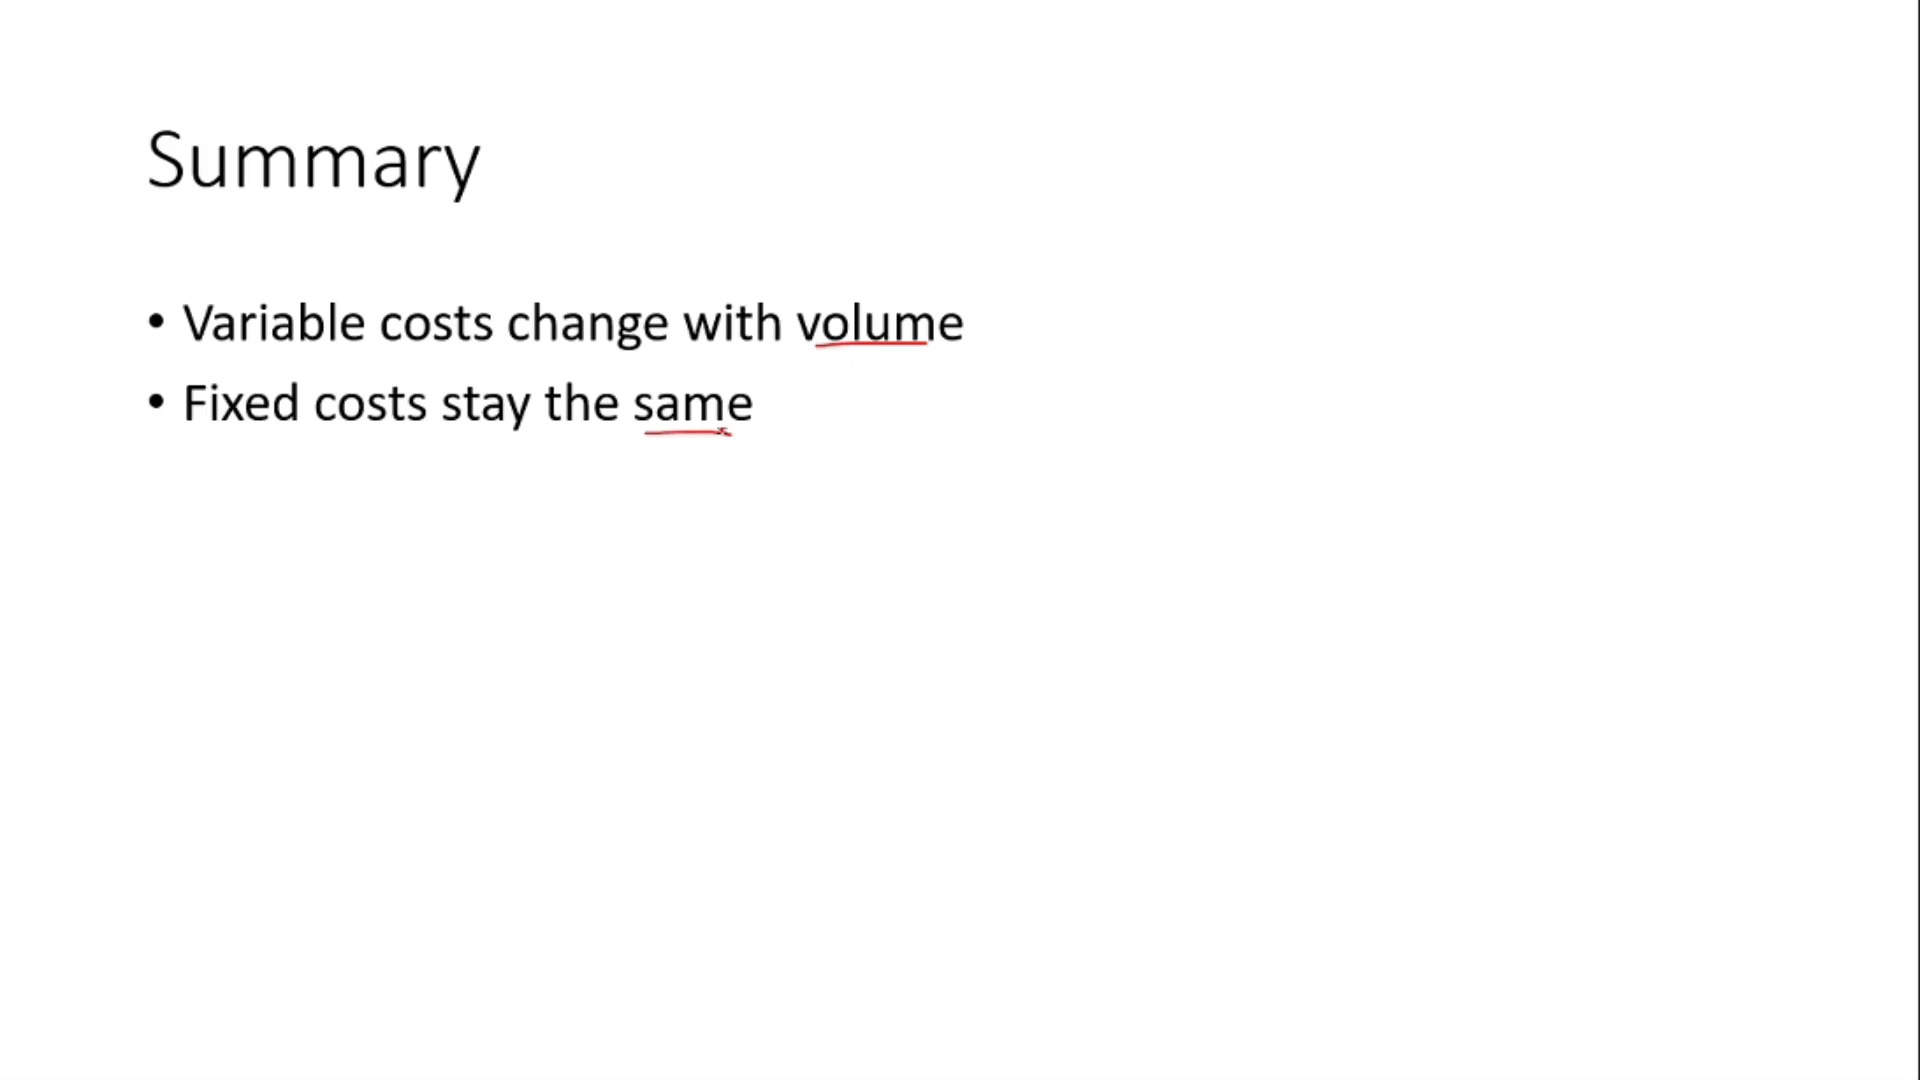 Summary
• Variable costs change with volume
• Fixed costs stay the same